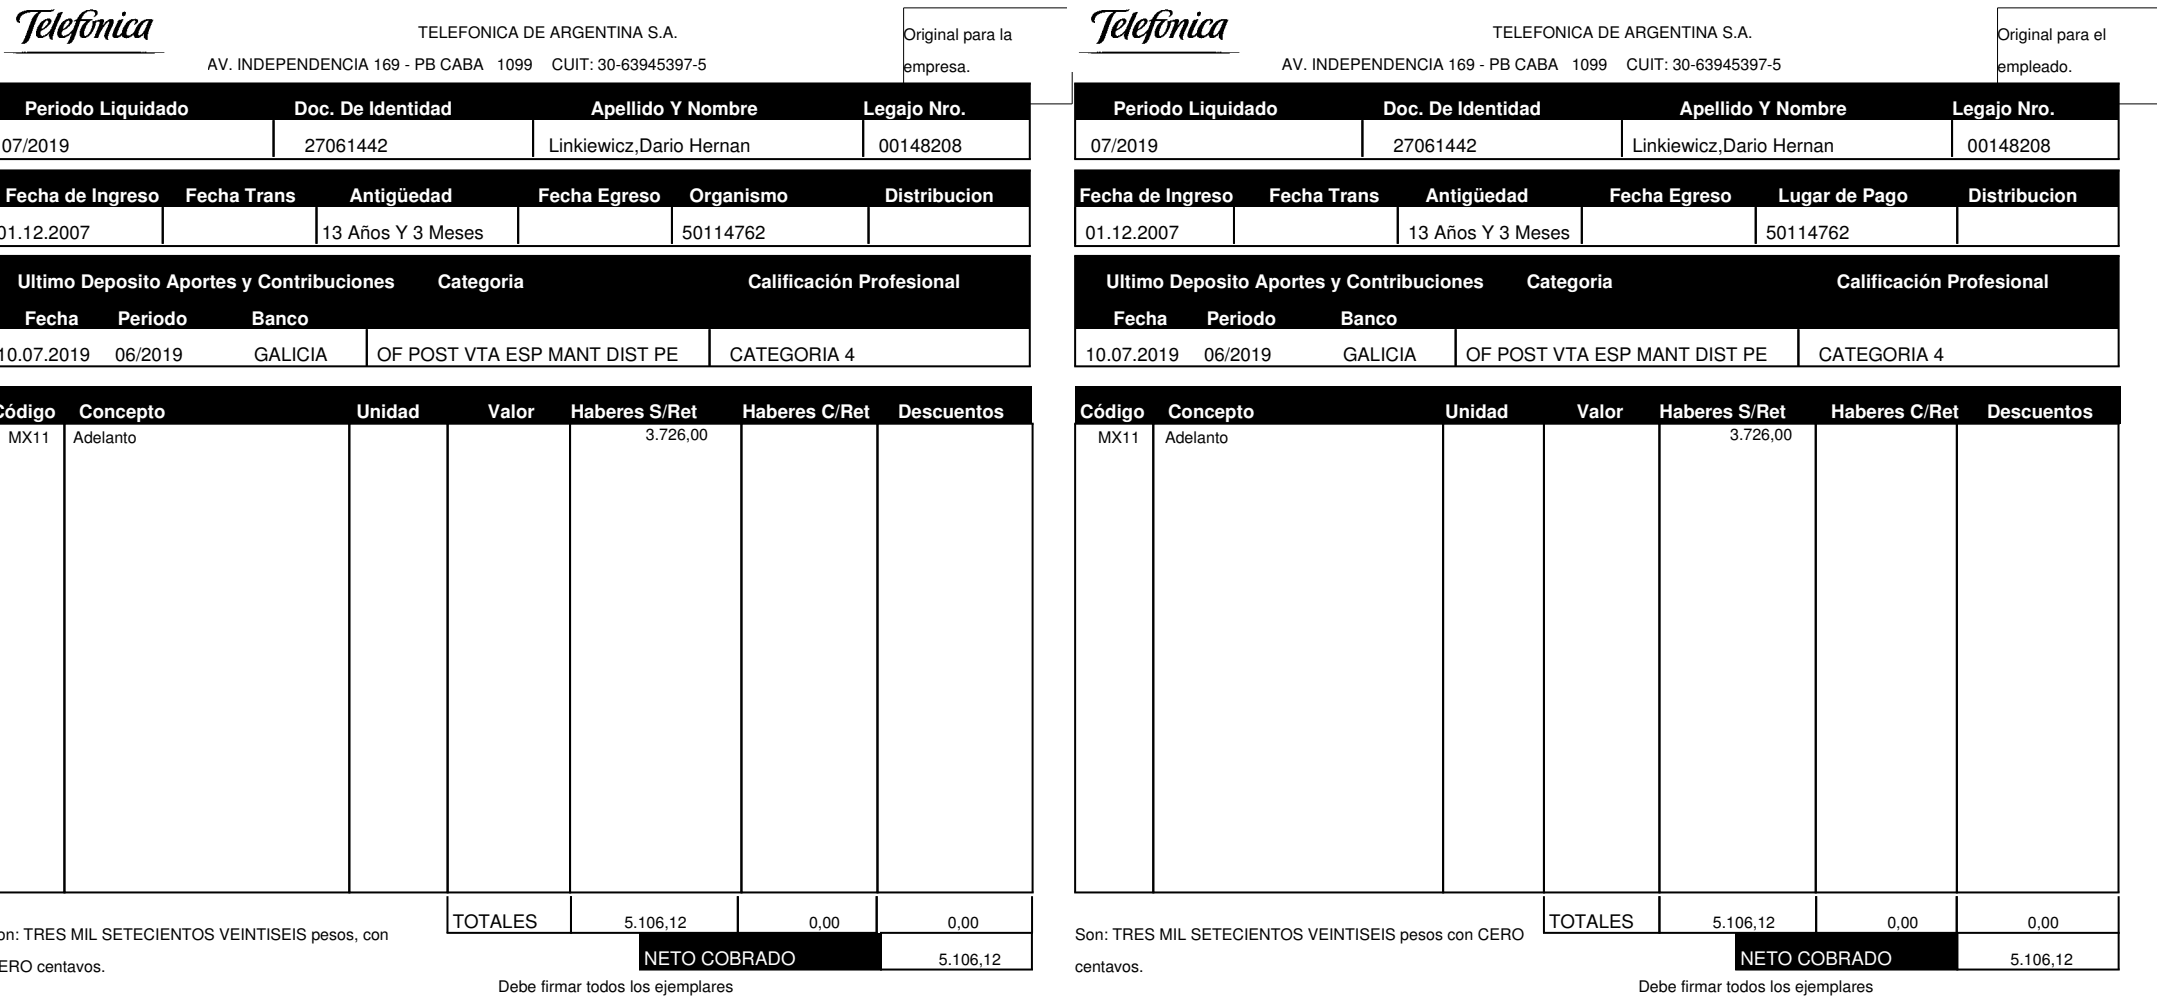 Telefónica
TELEFONICA DE ARGENTINA S.A.
Original para la
AV. INDEPENDENCIA 169 - PB CABA 1099 CUIT: 30-63945397-5
empresa.
Periodo Liquidado Doc. De Identidad Apellido Y Nombre Legajo Nro.
07/2019 27061442 Linkiewicz,Dario Hernan 00148208
Fecha de Ingreso Fecha Trans Antigüedad Fecha Egreso Organismo Distribucion
01.12.2007 13 Años Y 3 Meses 50114762
Ultimo Deposito Aportes y Contribuciones Categoria Calificación Profesional
Fecha Periodo Banco
10.07.2019 06/2019 GALICIA OF POST VTA ESP MANT DIST PE CATEGORIA 4
Código Concepto Unidad Valor Haberes S/Ret Haberes C/Ret Descuentos
MX11 Adelanto 3.726,00
TOTALES 5.106,12 0,00 0,00
on: TRES MIL SETECIENTOS VEINTISEIS pesos, con
NETO COBRADO 5.106,12
ERO centavos.
Debe firmar todos los ejemplares
Telefónica
TELEFONICA DE ARGENTINA S.A.
Original para el
AV. INDEPENDENCIA 169 - PB CABA 1099 CUIT: 30-63945397-5
empleado.
Periodo Liquidado Doc. De Identidad Apellido Y Nombre Legajo Nro.
07/2019 27061442 Linkiewicz,Dario Hernan 00148208
Fecha de Ingreso Fecha Trans Antigüedad Fecha Egreso Lugar de Pago Distribucion
01.12.2007 13 Años Y 3 Meses 50114762
Ultimo Deposito Aportes y Contribuciones Categoria Calificación Profesional
Fecha Periodo Banco
10.07.2019 06/2019 GALICIA OF POST VTA ESP MANT DIST PE CATEGORIA 4
Código Concepto Unidad Valor Haberes S/Ret Haberes C/Ret Descuentos
MX11 Adelanto 3.726,00
TOTALES 5.106,12 0,00 0,00
Son: TRES MIL SETECIENTOS VEINTISEIS pesos con CERO
NETO COBRADO 5.106,12
centavos.
Debe firmar todos los ejemplares